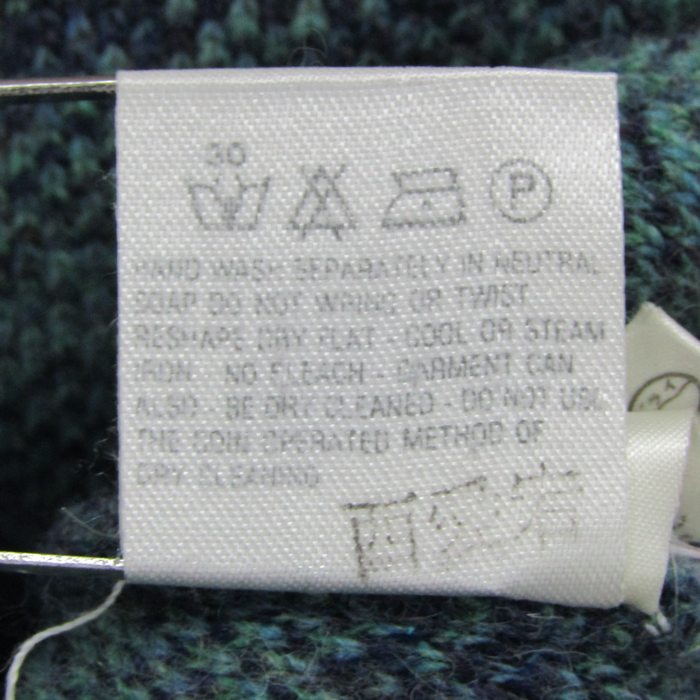 30
P
HAND WASH SEPARATELY IN NEUTRAL
SOAP DO NOT WRING OR TWIST
RESHAPE DRY FLAT - COOL OR STEAM
IRON. NO BLEACH - GARMENT CAN
ALSO - BE DRY CLEANED - DO NOT USE
THE COIN OPERATED METHOD OF
DRY CLEANING